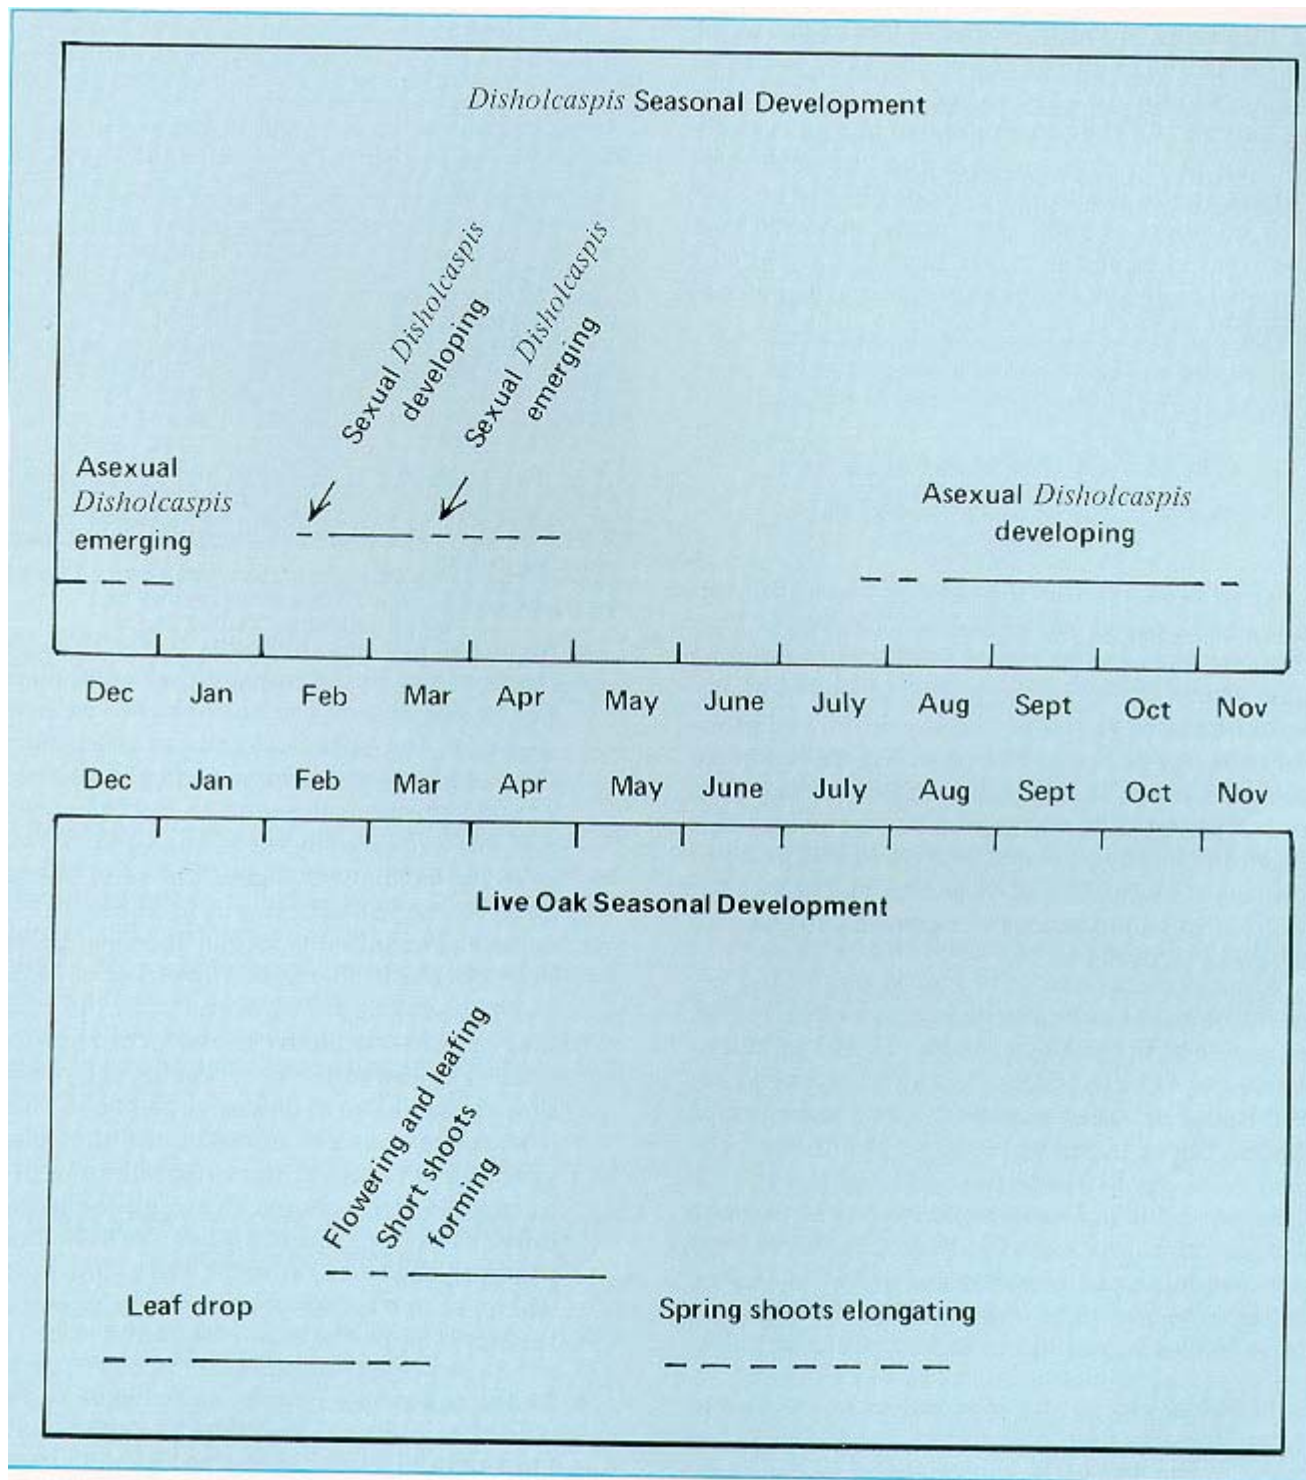 Disholcaspis Seasonal Development
Sexual Disholcaspis
developing
Sexual Disholcaspis
emerging
Asexual
Disholcaspis
emerging
Asexual Disholcaspis
developing
Dec Jan Feb Mar Apr May June July Aug Sept Oct Nov
Dec Jan Feb Mar Apr May June July Aug Sept Oct Nov
Live Oak Seasonal Development
Flowering and leafing
Short shoots
forming
Leaf drop
Spring shoots elongating